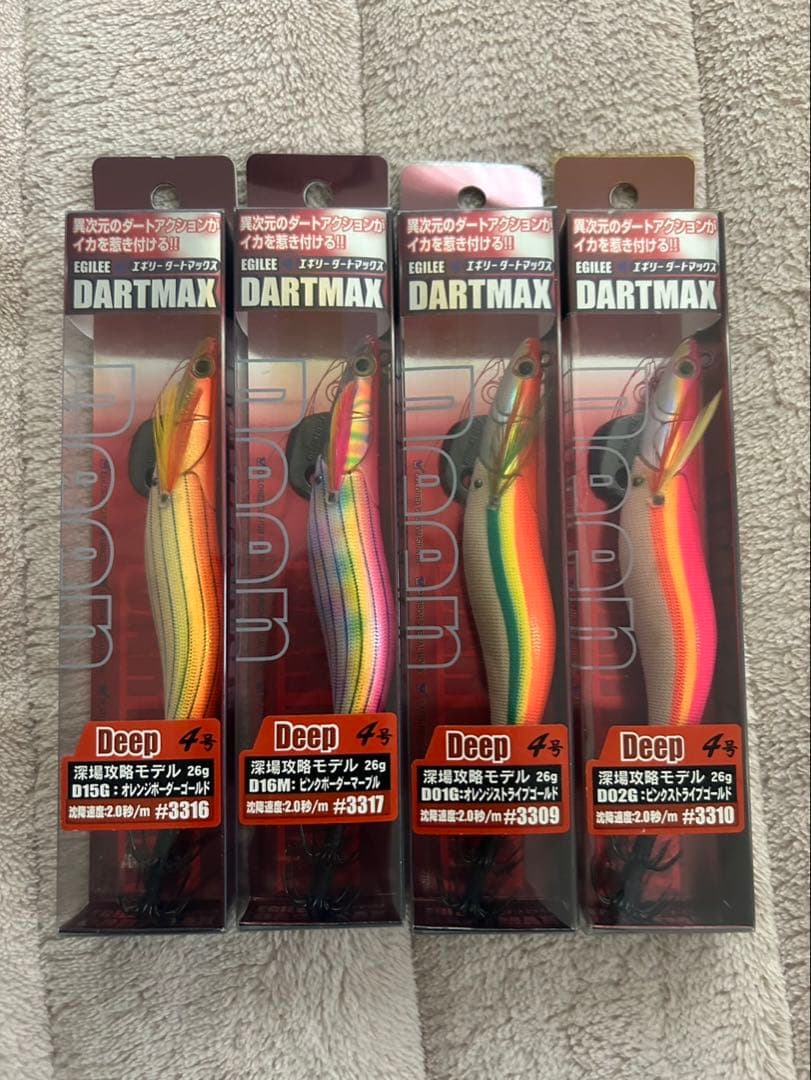 異次元のダートアクションが
イカを惹き付ける!!
EGILEE エギリーダートマックス
DARTMAX
Deep
Deep 4号
深場攻略モデル 26g
D15G：オレンジボーダーゴールド
沈降速度:2.0秒/m #3316
異次元のダートアクションが
イカを惹き付ける!!
EGILEE エギリーダートマックス
DARTMAX
Deep
Deep 4号
深場攻略モデル 26g
D16M：ピンクボーダーマーブル
沈降速度:2.0秒/m #3317
異次元のダートアクションが
イカを惹き付ける!!
EGILEE エギリーダートマックス
DARTMAX
Deep
Deep 4号
深場攻略モデル 26g
D01G：オレンジストライプゴールド
沈降速度:2.0秒/m #3309
異次元のダートアクションが
イカを惹き付ける!!
EGILEE エギリーダートマックス
DARTMAX
Deep
Deep 4号
深場攻略モデル 26g
D02G：ピンクストライプゴールド
沈降速度:2.0秒/m #3310